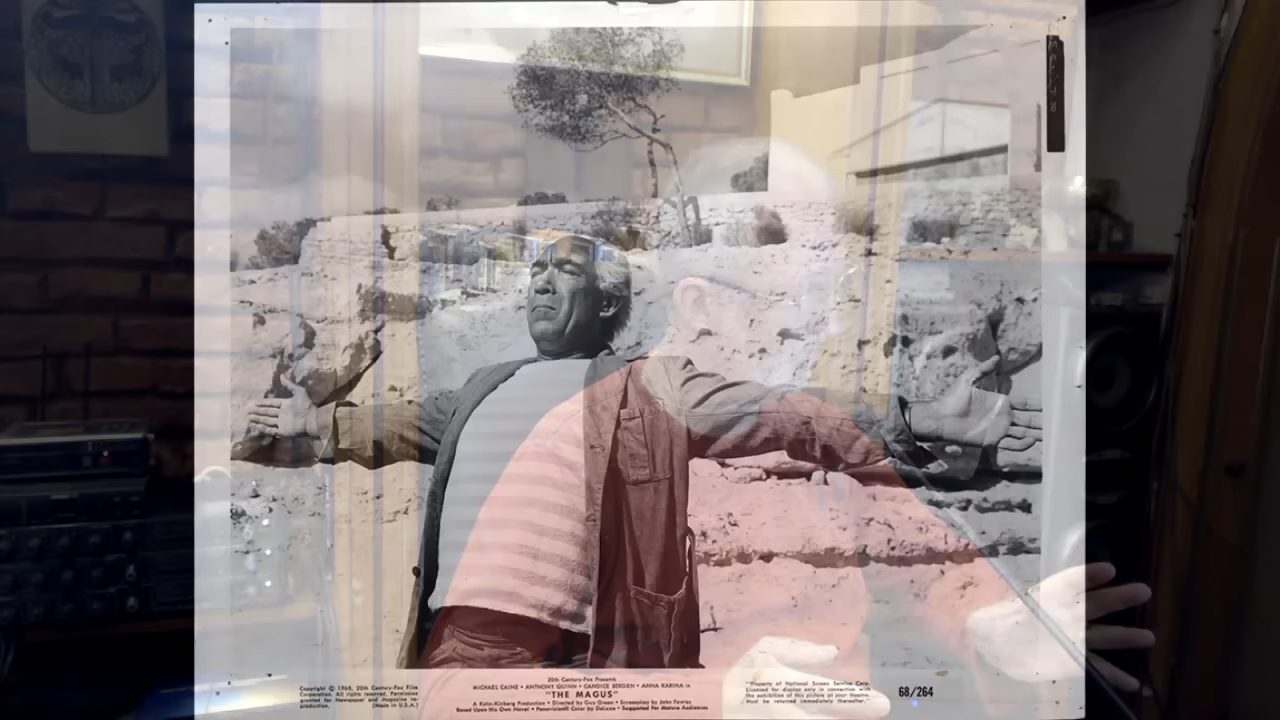 Copyright © 1968, 20th Century-Fox Film
Corporation. All rights reserved. Permission
granted for Newspaper and Magazine re-
production. (Made in U.S.A.)
20th Century-Fox Presents
MICHAEL CAINE • ANTHONY QUINN • CANDICE BERGEN • ANNA KARINA in
"THE MAGUS"
A Kohn-Kinberg Production • Directed by Guy Green • Screenplay by John Fowles
Based Upon His Own Novel • Panavision® Color by DeLuxe • Suggested For Mature Audiences
"Property of National Screen Service Corp.
Licensed for display only in connection with
the exhibition of this picture at your theatre.
Must be returned immediately thereafter."
68/264